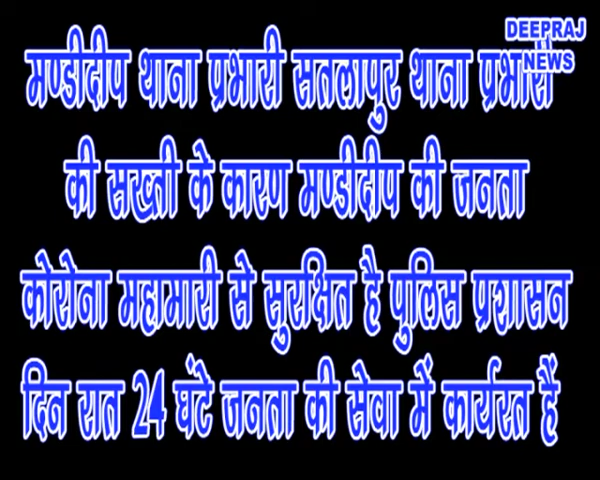 DEEPRAJ
NEWS
मण्डीदीप थाना प्रभारी सतलापुर थाना प्रभारी
की सख्ती के कारण मण्डीदीप की जनता
कोरोना महामारी से सुरक्षित है पुलिस प्रशासन
दिन रात 24 घंटे जनता की सेवा में कार्यरत हैं